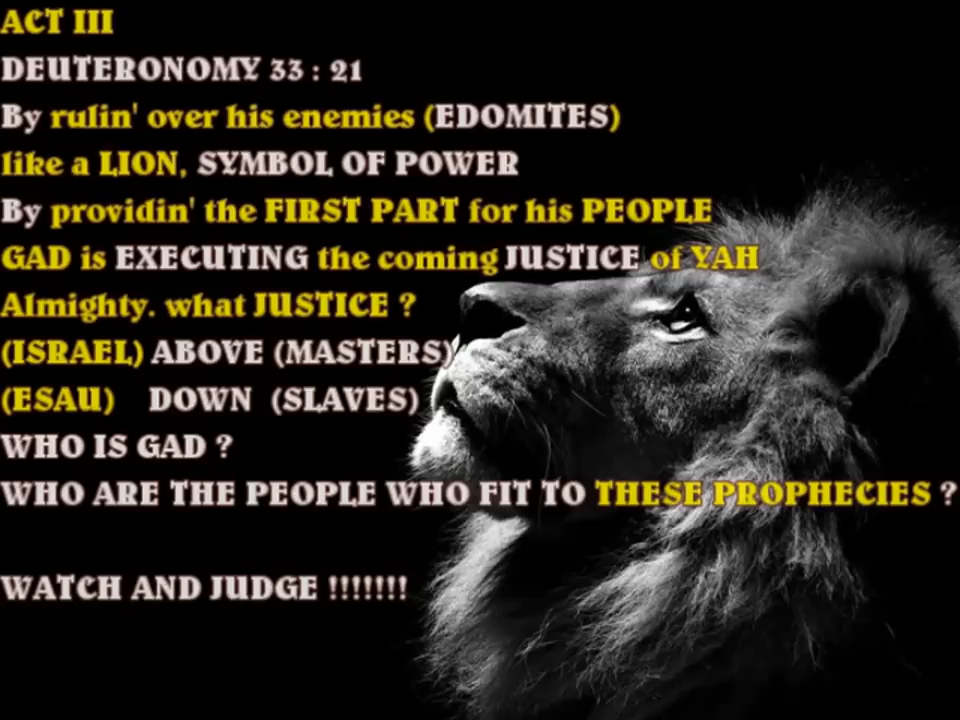 ACT III
DEUTERONOMY 33 : 21
By rulin' over his enemies (EDOMITES)
like a LION, SYMBOL OF POWER
By providin' the FIRST PART for his PEOPLE
GAD is EXECUTING the coming JUSTICE of YAH
Almighty. what JUSTICE ?
(ISRAEL) ABOVE (MASTERS)
(ESAU) DOWN (SLAVES)
WHO IS GAD ?
WHO ARE THE PEOPLE WHO FIT TO THESE PROPHECIES ?
WATCH AND JUDGE !!!!!!!